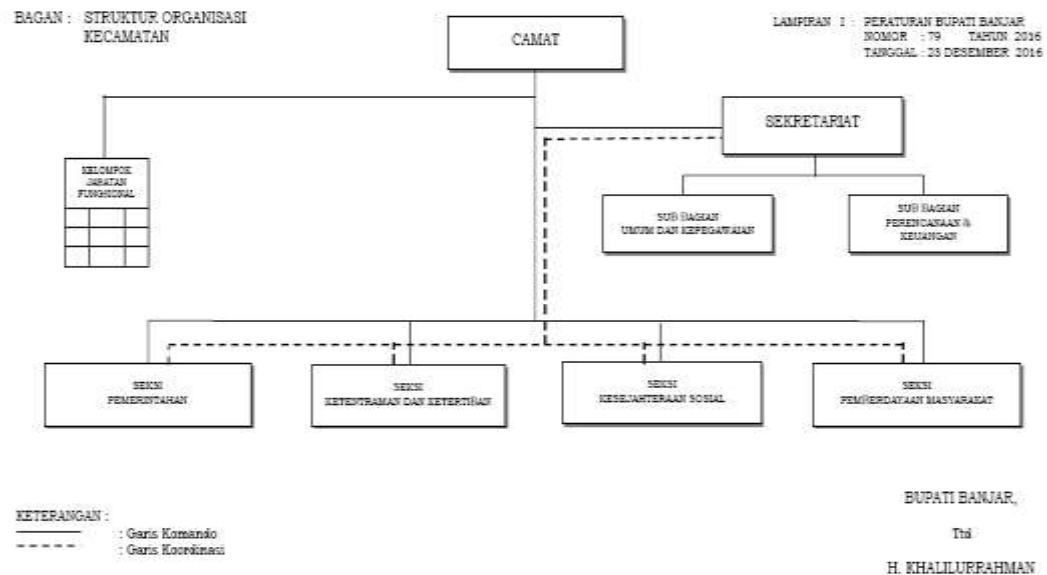 BAGAN : STRUKTUR ORGANISASI
KECAMATAN
LAMPIRAN I : PERATURAN BUPATI BANJAR
NOMOR : 79 TAHUN 2016
TANGGAL : 23 DESEMBER 2016
CAMAT
SEKRETARIAT
KELOMPOK
JABATAN
FUNGSIONAL
SUB BAGIAN
UMUM DAN KEPEGAWAIAN
SUB BAGIAN
PERENCANAAN &
KEUANGAN
SEKSI
PEMERINTAHAN
SEKSI
KETENTRAMAN DAN KETERTIBAN
SEKSI
KESEJAHTERAAN SOSIAL
SEKSI
PEMBERDAYAAN MASYARAKAT
KETERANGAN :
: Garis Komando
: Garis Koordinasi
BUPATI BANJAR,
Ttd
H. KHALILURRAHMAN